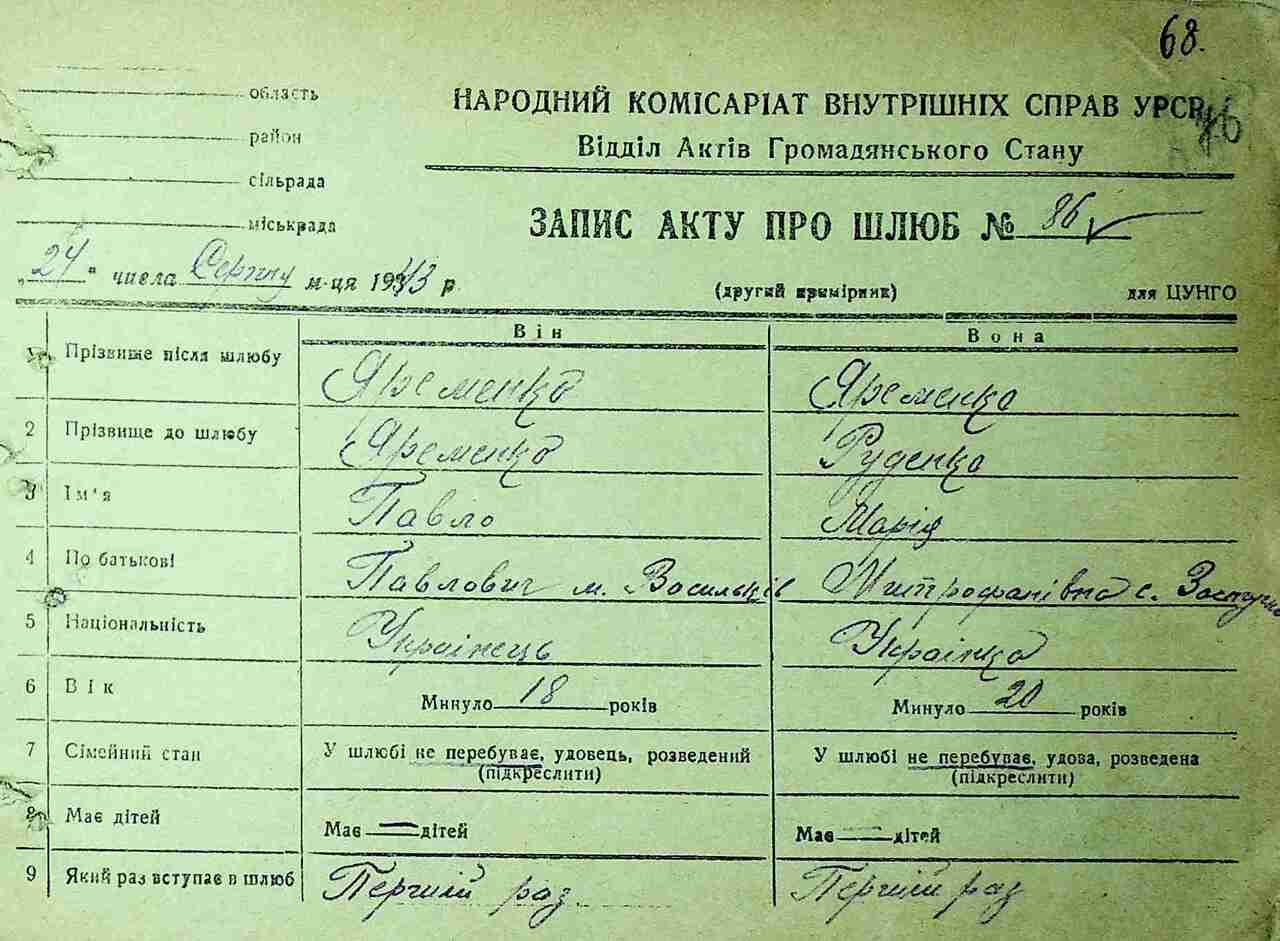 68.
область
район
сільрада
міськрада
НАРОДНИЙ КОМІСАРІАТ ВНУТРІШНІХ СПРАВ УРСР
Відділ Актів Громадянського Стану
ЗАПИС АКТУ ПРО ШЛЮБ № 86
„24“ числа Серпну м-ця 1943 р.
(другий примірник) для ЦУНГО
Він Вона
1 Прізвище після шлюбу Яременко Яременко
2 Прізвище до шлюбу Яременко Руденко
3 Ім'я Павло Марія
4 По батькові Павлович м. Васильків Митрофанівна с.
5 Національність Українець Українка
6 Вік Минуло 18 років Минуло 20 років
7 Сімейний стан У шлюбі не перебуває, удовець, розведений У шлюбі не перебуває, удова, розведена
(підкреслити) (підкреслити)
8 Має дітей Має — дітей Має — дітей
9 Який раз вступає в шлюб Перший раз Перший раз